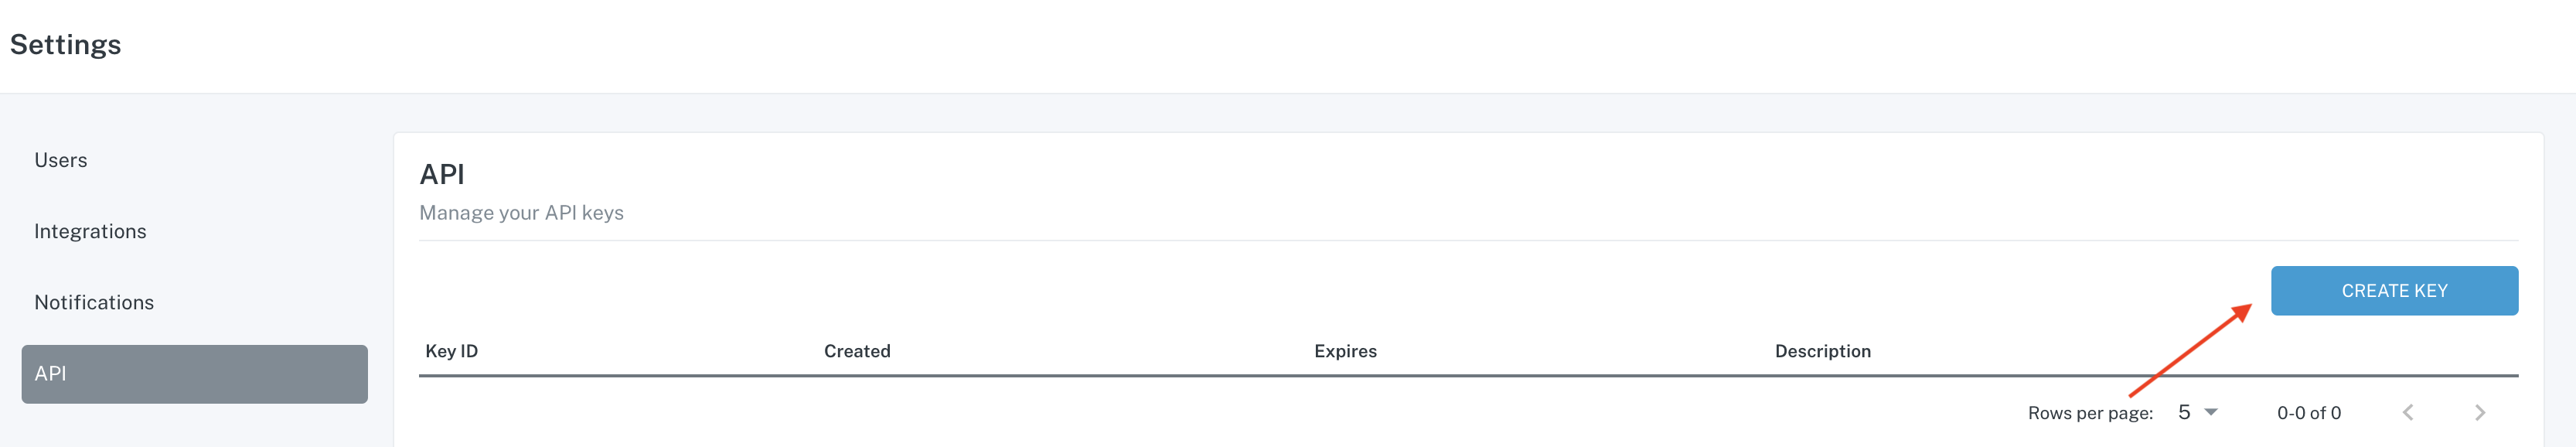 Settings
Users
Integrations
Notifications
API
API
Manage your API keys
CREATE KEY
Key ID Created Expires Description
Rows per page: 5 0-0 of 0